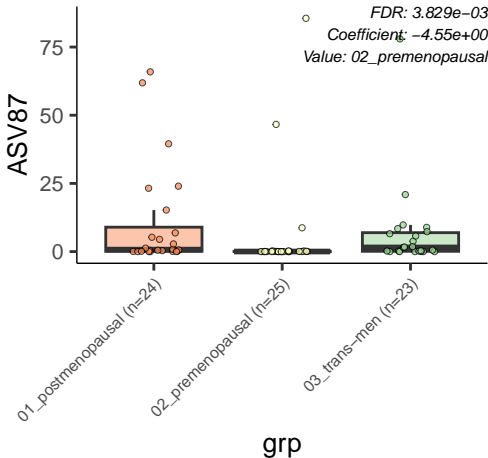 FDR: 3.829e−03
Coefficient: −4.55e+00
Value: 02_premenopausal
75
50
25
0
ASV87
01_postmenopausal (n=24)
02_premenopausal (n=25)
03_trans−men (n=23)
grp